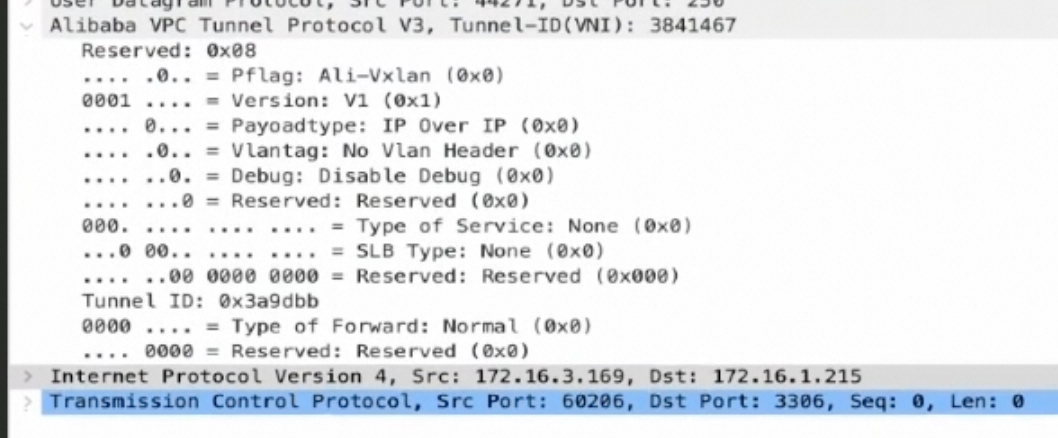 User Datagram Protocol, Src Port: 44271, Dst Port: 250
Alibaba VPC Tunnel Protocol V3, Tunnel-ID(VNI): 3841467
Reserved: 0x08
.... .0.. = Pflag: Ali-Vxlan (0x0)
0001 .... = Version: V1 (0x1)
.... 0... = Payoadtype: IP Over IP (0x0)
.... .0.. = Vlantag: No Vlan Header (0x0)
.... ..0. = Debug: Disable Debug (0x0)
.... ...0 = Reserved: Reserved (0x0)
000. .... .... .... = Type of Service: None (0x0)
...0 00.. .... .... = SLB Type: None (0x0)
.... ..00 0000 0000 = Reserved: Reserved (0x000)
Tunnel ID: 0x3a9dbb
0000 .... = Type of Forward: Normal (0x0)
.... 0000 = Reserved: Reserved (0x0)
Internet Protocol Version 4, Src: 172.16.3.169, Dst: 172.16.1.215
Transmission Control Protocol, Src Port: 60206, Dst Port: 3306, Seq: 0, Len: 0